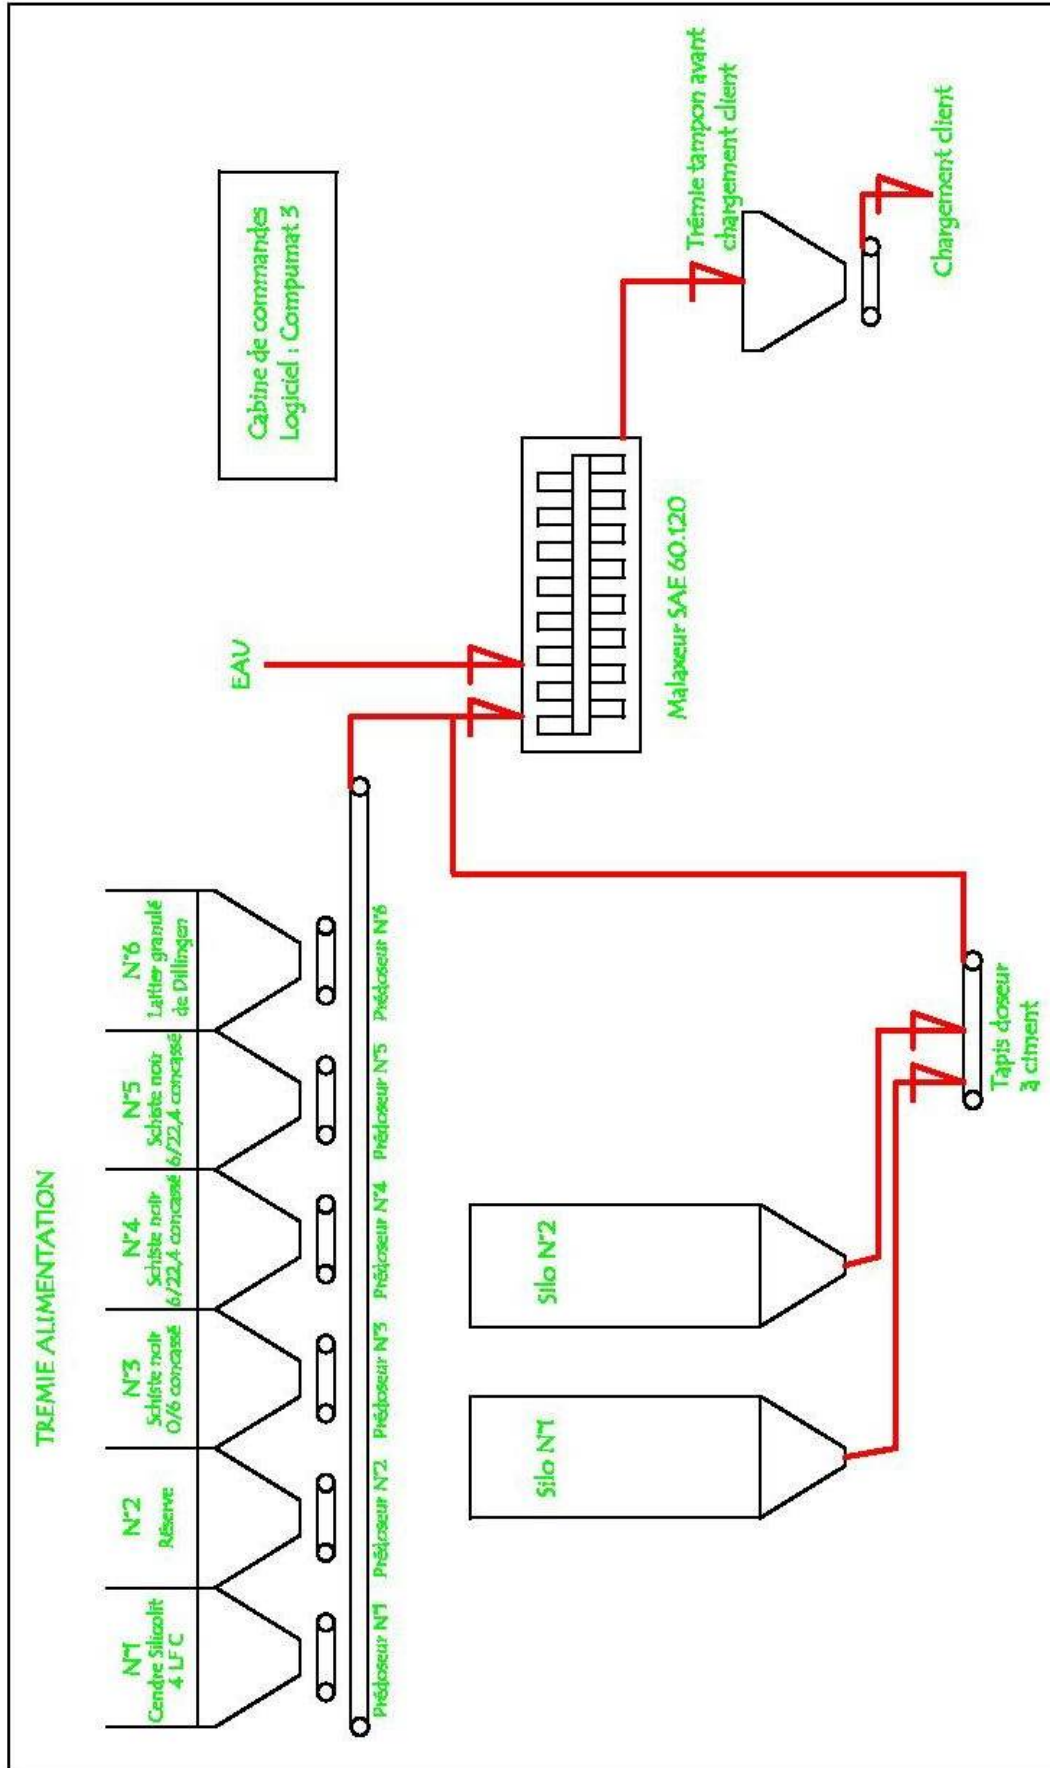 TREMIE ALIMENTATION
N°1
Cendre Silicolit
4 LFC
N°2
Réserve
N°3
Schiste noir
0/6 concassé
N°4
Schiste noir
6/22,4 concassé
N°5
Schiste noir
6/22,4 concassé
N°6
Laitier granulé
de Dillingen
Prédoseur N°1
Prédoseur N°2
Prédoseur N°3
Prédoseur N°4
Prédoseur N°5
Prédoseur N°6
EAU
Cabine de commandes
Logiciel : Compumat 3
Silo N°1
Silo N°2
Malaxeur SAE 60.120
Trémie tampon avant
chargement client
Tapis doseur
à ciment
Chargement client